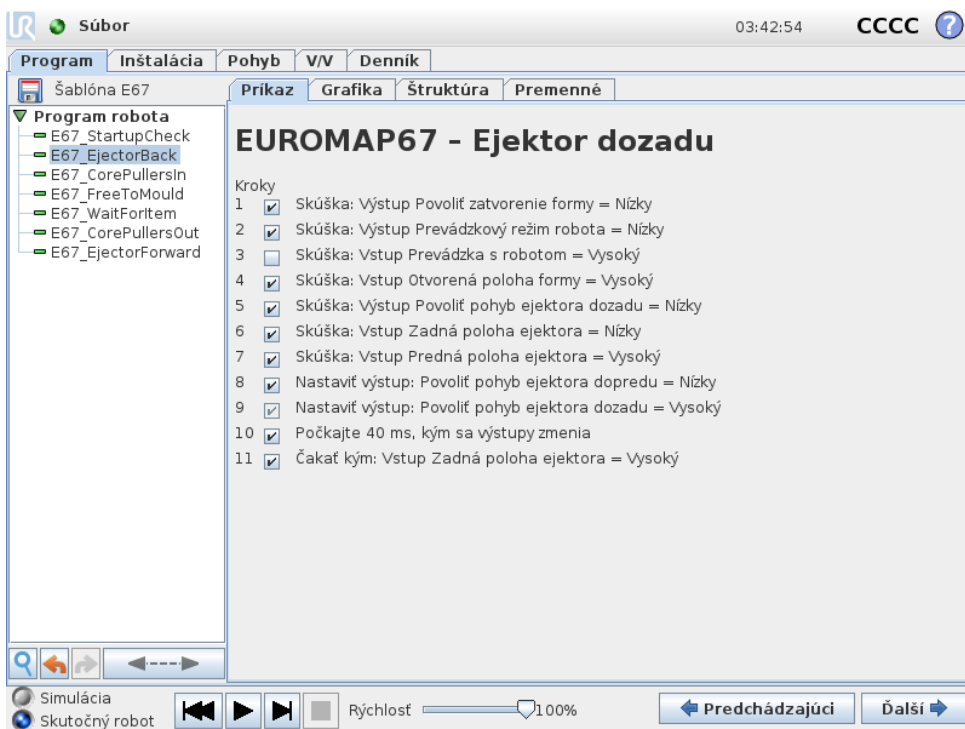 UR Súbor 03:42:54 CCCC ?
Program Inštalácia Pohyb V/V Denník
Šablóna E67
Príkaz Grafika Štruktúra Premenné
Program robota
E67_StartupCheck
E67_EjectorBack
E67_CorePullersIn
E67_FreeToMould
E67_WaitForItem
E67_CorePullersOut
E67_EjectorForward
EUROMAP67 – Ejektor dozadu
Kroky
1 Skúška: Výstup Povoliť zatvorenie formy = Nízky
2 Skúška: Výstup Prevádzkový režim robota = Nízky
3 Skúška: Vstup Prevádzka s robotom = Vysoký
4 Skúška: Vstup Otvorená poloha formy = Vysoký
5 Skúška: Výstup Povoliť pohyb ejektora dozadu = Nízky
6 Skúška: Vstup Zadná poloha ejektora = Nízky
7 Skúška: Vstup Predná poloha ejektora = Vysoký
8 Nastaviť výstup: Povoliť pohyb ejektora dopredu = Nízky
9 Nastaviť výstup: Povoliť pohyb ejektora dozadu = Vysoký
10 Počkajte 40 ms, kým sa výstupy zmenia
11 Čakať kým: Vstup Zadná poloha ejektora = Vysoký
Simulácia
Skutočný robot
Rýchlosť 100%
Predchádzajúci
Ďalší